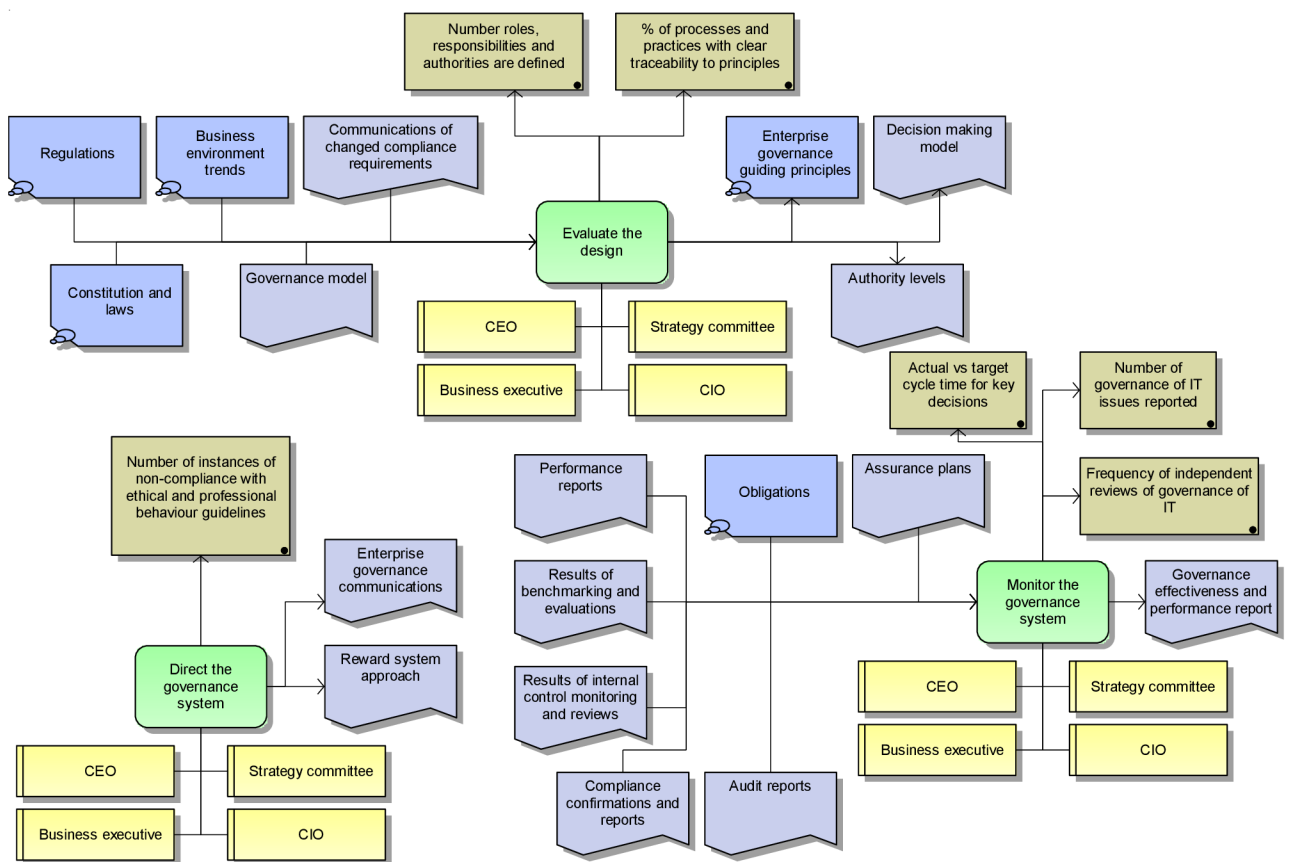 Number roles,
responsibilities and
authorities are defined
% of processes and
practices with clear
traceability to principles
Regulations
Business
environment
trends
Communications of
changed compliance
requirements
Enterprise
governance
guiding principles
Decision making
model
Evaluate the
design
Constitution and
laws
Governance model
Authority levels
CEO
Strategy committee
Business executive
CIO
Actual vs target
cycle time for key
decisions
Number of
governance of IT
issues reported
Number of instances of
non-compliance with
ethical and professional
behaviour guidelines
Performance
reports
Obligations
Assurance plans
Frequency of independent
reviews of governance of
IT
Enterprise
governance
communications
Results of
benchmarking and
evaluations
Monitor the
governance
system
Governance
effectiveness and
performance report
Direct the
governance
system
Reward system
approach
Results of internal
control monitoring
and reviews
CEO
Strategy committee
Business executive
CIO
CEO
Strategy committee
Business executive
CIO
Compliance
confirmations and
reports
Audit reports